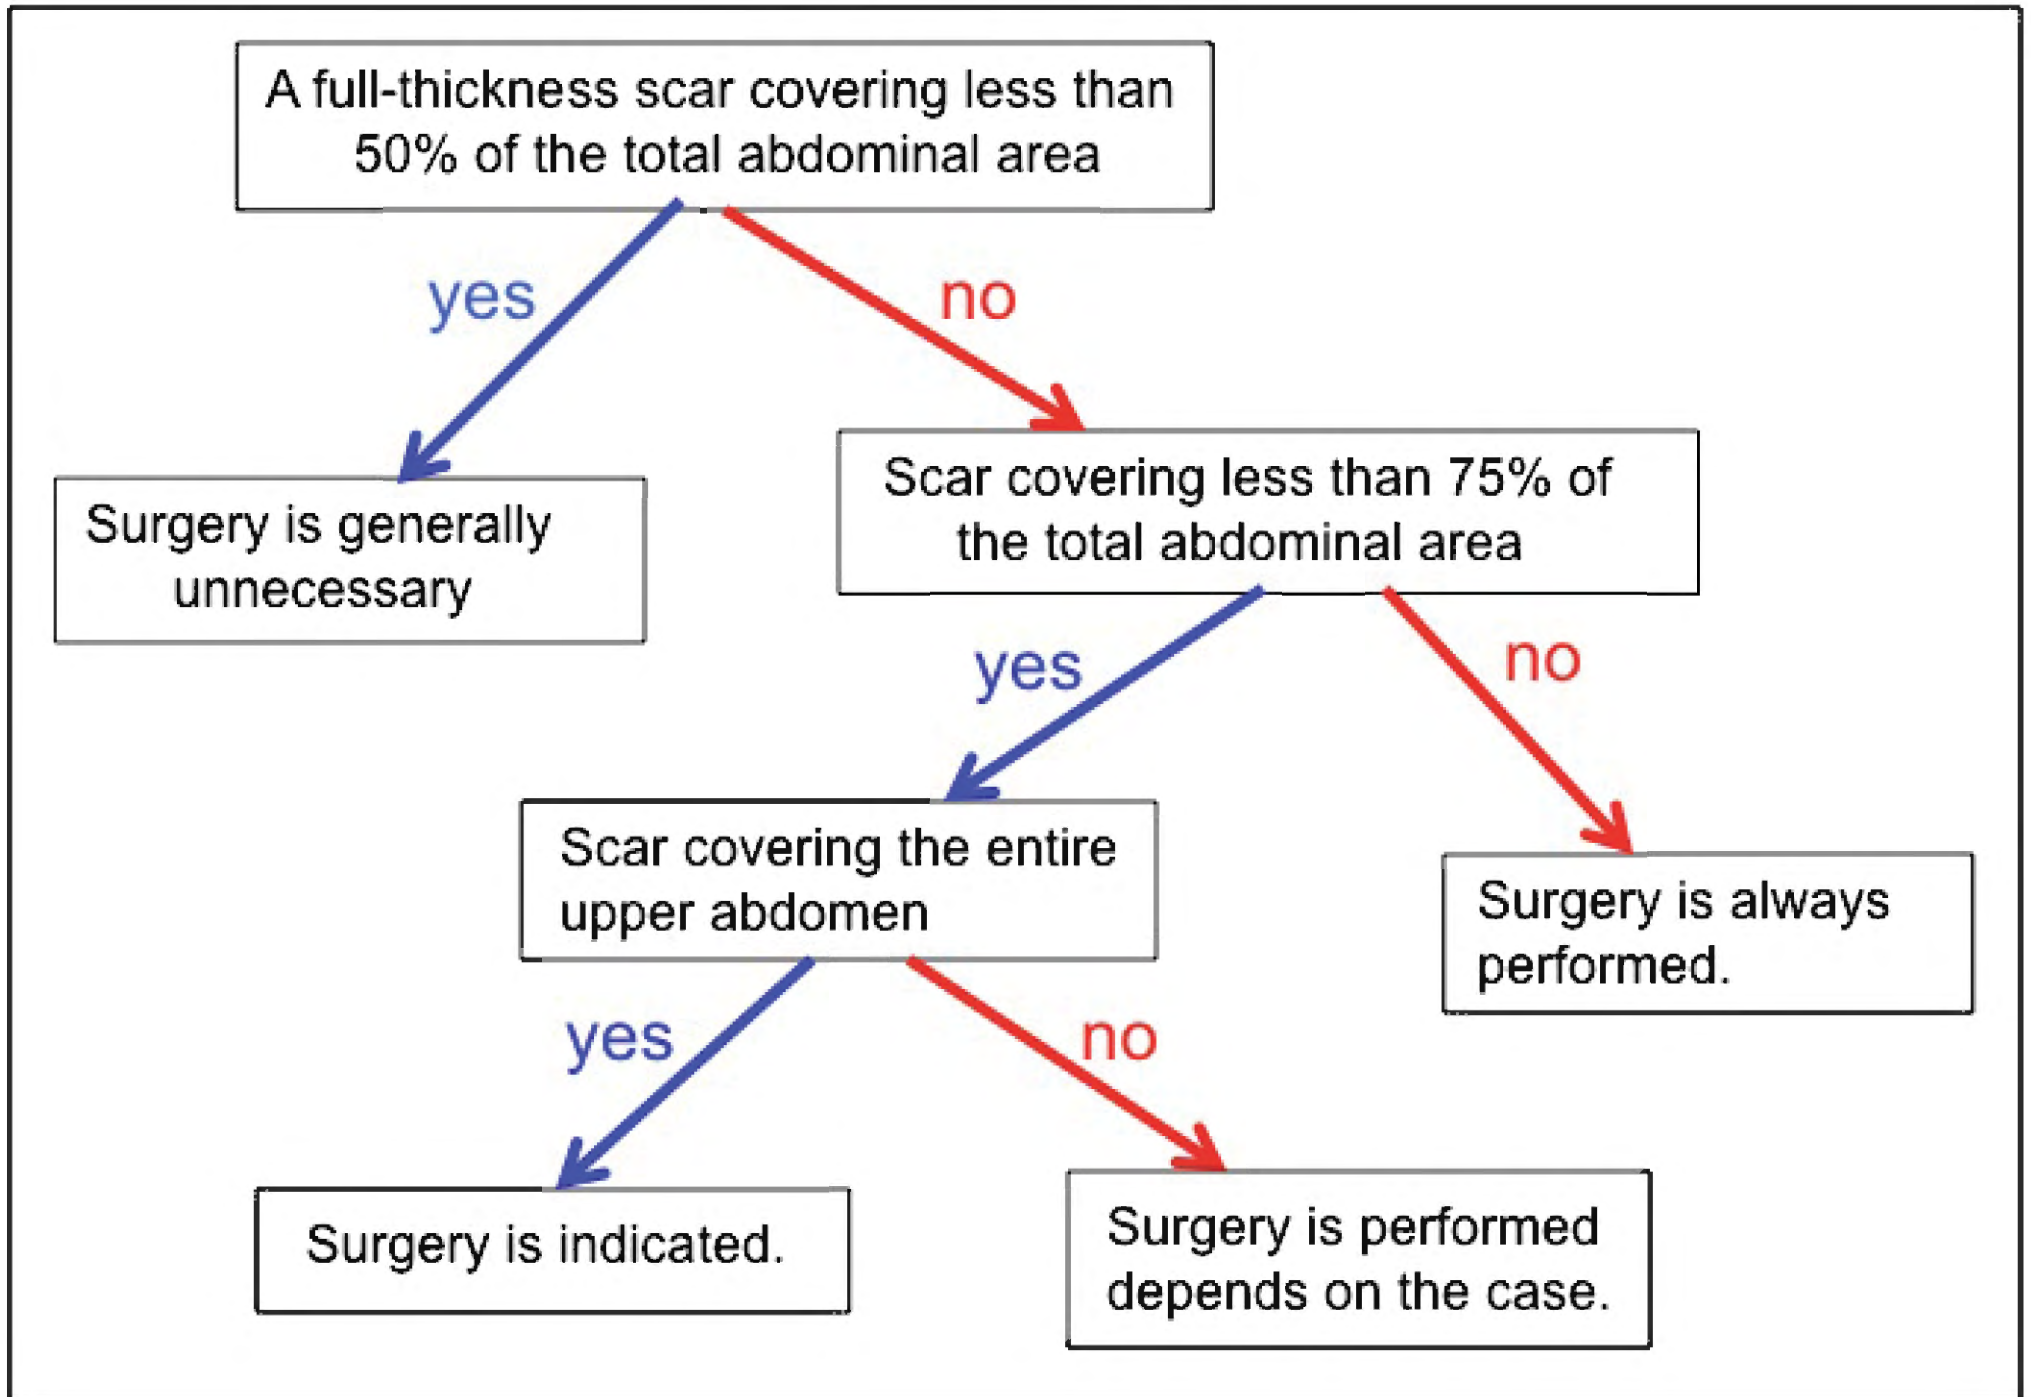 A full-thickness scar covering less than
50% of the total abdominal area
yes
no
Surgery is generally
unnecessary
Scar covering less than 75% of
the total abdominal area
yes
no
Scar covering the entire
upper abdomen
Surgery is always
performed.
yes
no
Surgery is indicated.
Surgery is performed
depends on the case.